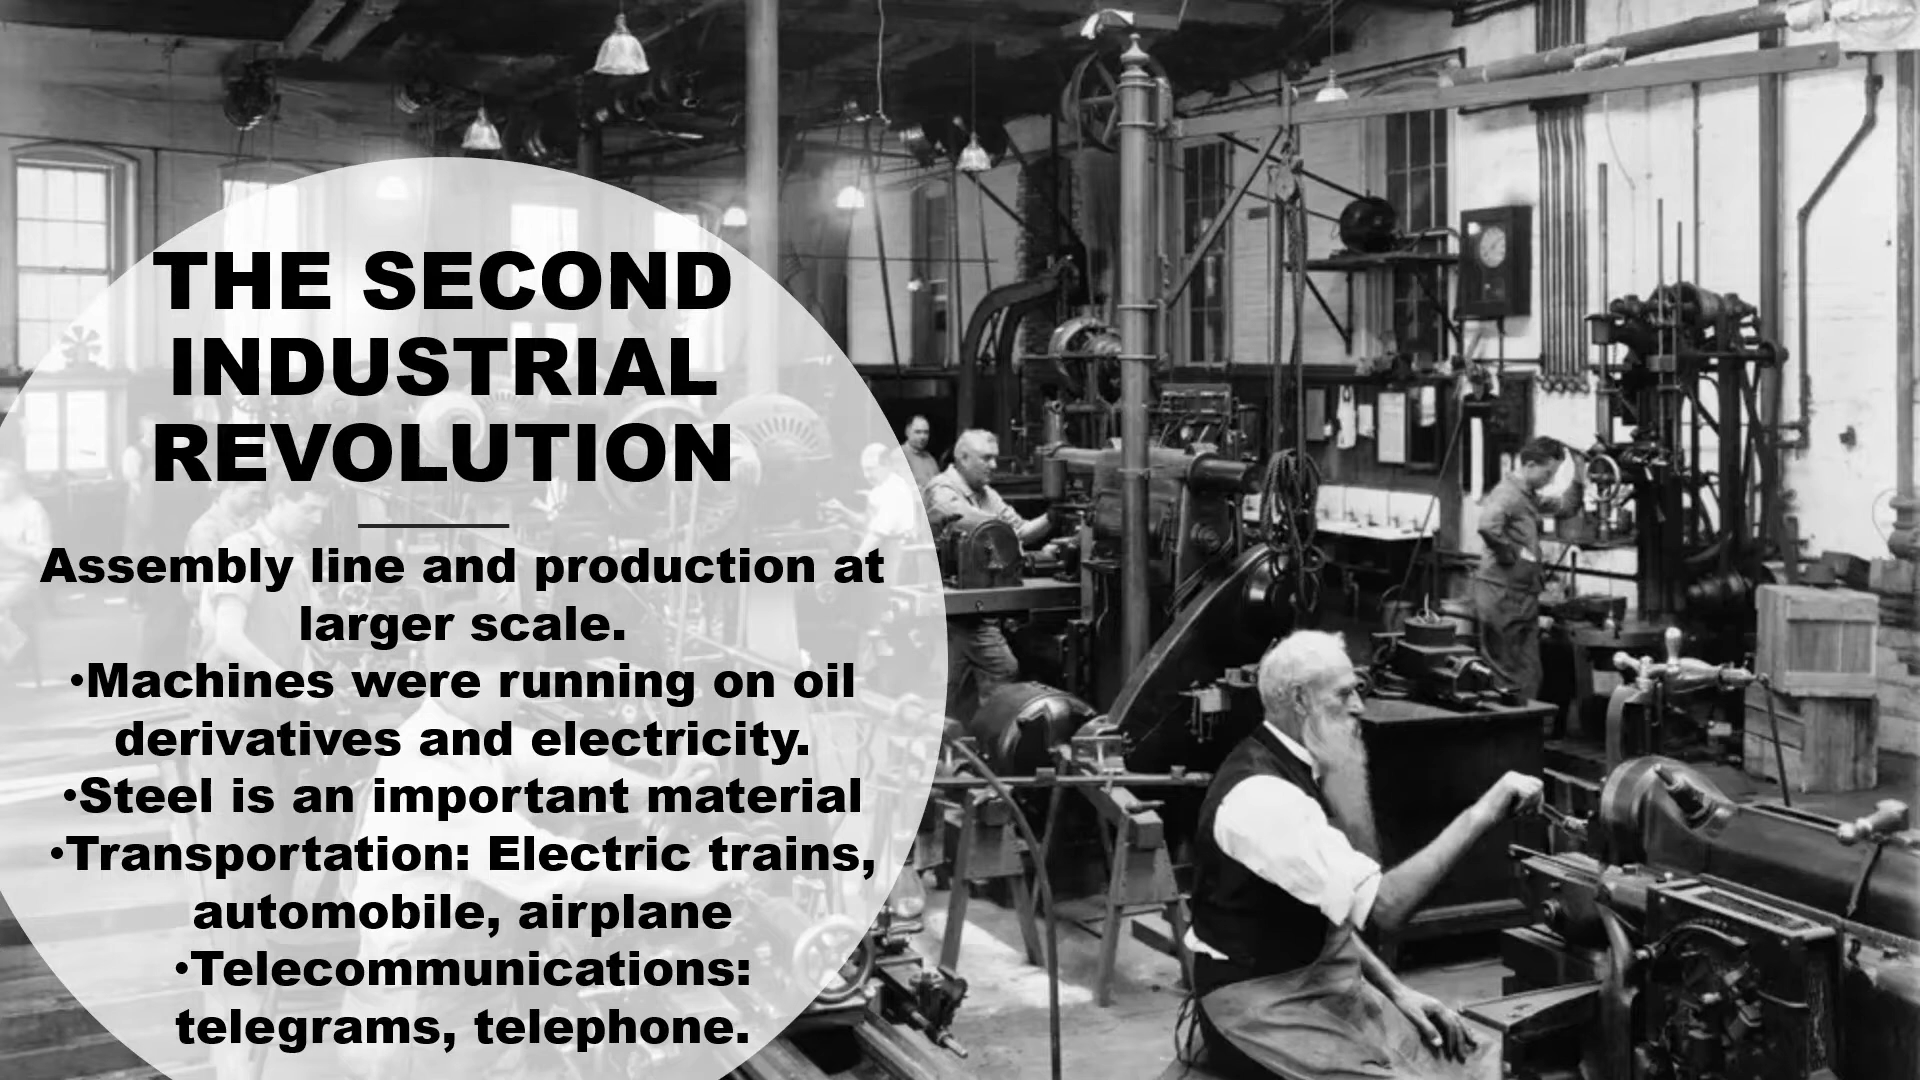 THE SECOND
INDUSTRIAL
REVOLUTION
Assembly line and production at
larger scale.
•Machines were running on oil
derivatives and electricity.
•Steel is an important material
•Transportation: Electric trains,
automobile, airplane
•Telecommunications:
telegrams, telephone.